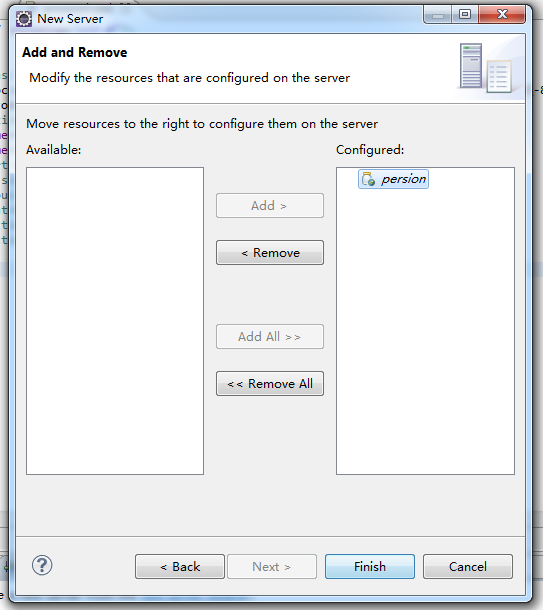 New Server
Add and Remove
Modify the resources that are configured on the server
Move resources to the right to configure them on the server
Available:
Configured:
persion
Add >
< Remove
Add All >>
<< Remove All
?
< Back
Next >
Finish
Cancel